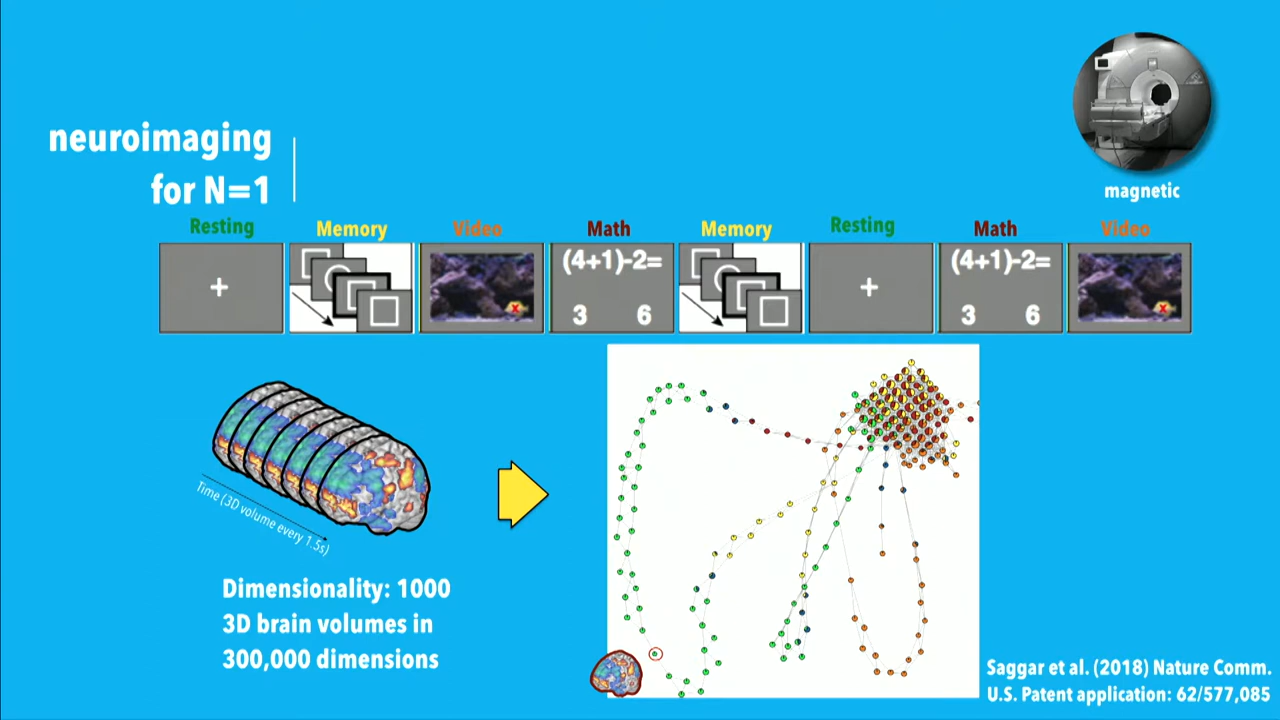 neuroimaging
for N=1
magnetic
Resting
Memory
Video
Math
Memory
Resting
Math
Video
+
(4+1)-2=
3 6
+
(4+1)-2=
3 6
Time (3D volume every 1.5s)
Dimensionality: 1000
3D brain volumes in
300,000 dimensions
Saggar et al. (2018) Nature Comm.
U.S. Patent application: 62/577,085